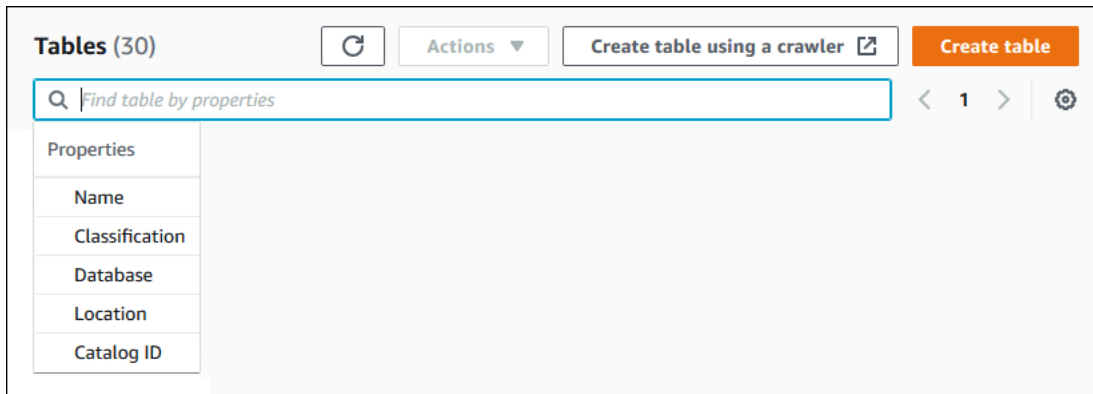 Tables (30)
Actions
Create table using a crawler
Create table
Find table by properties
1
Properties
Name
Classification
Database
Location
Catalog ID